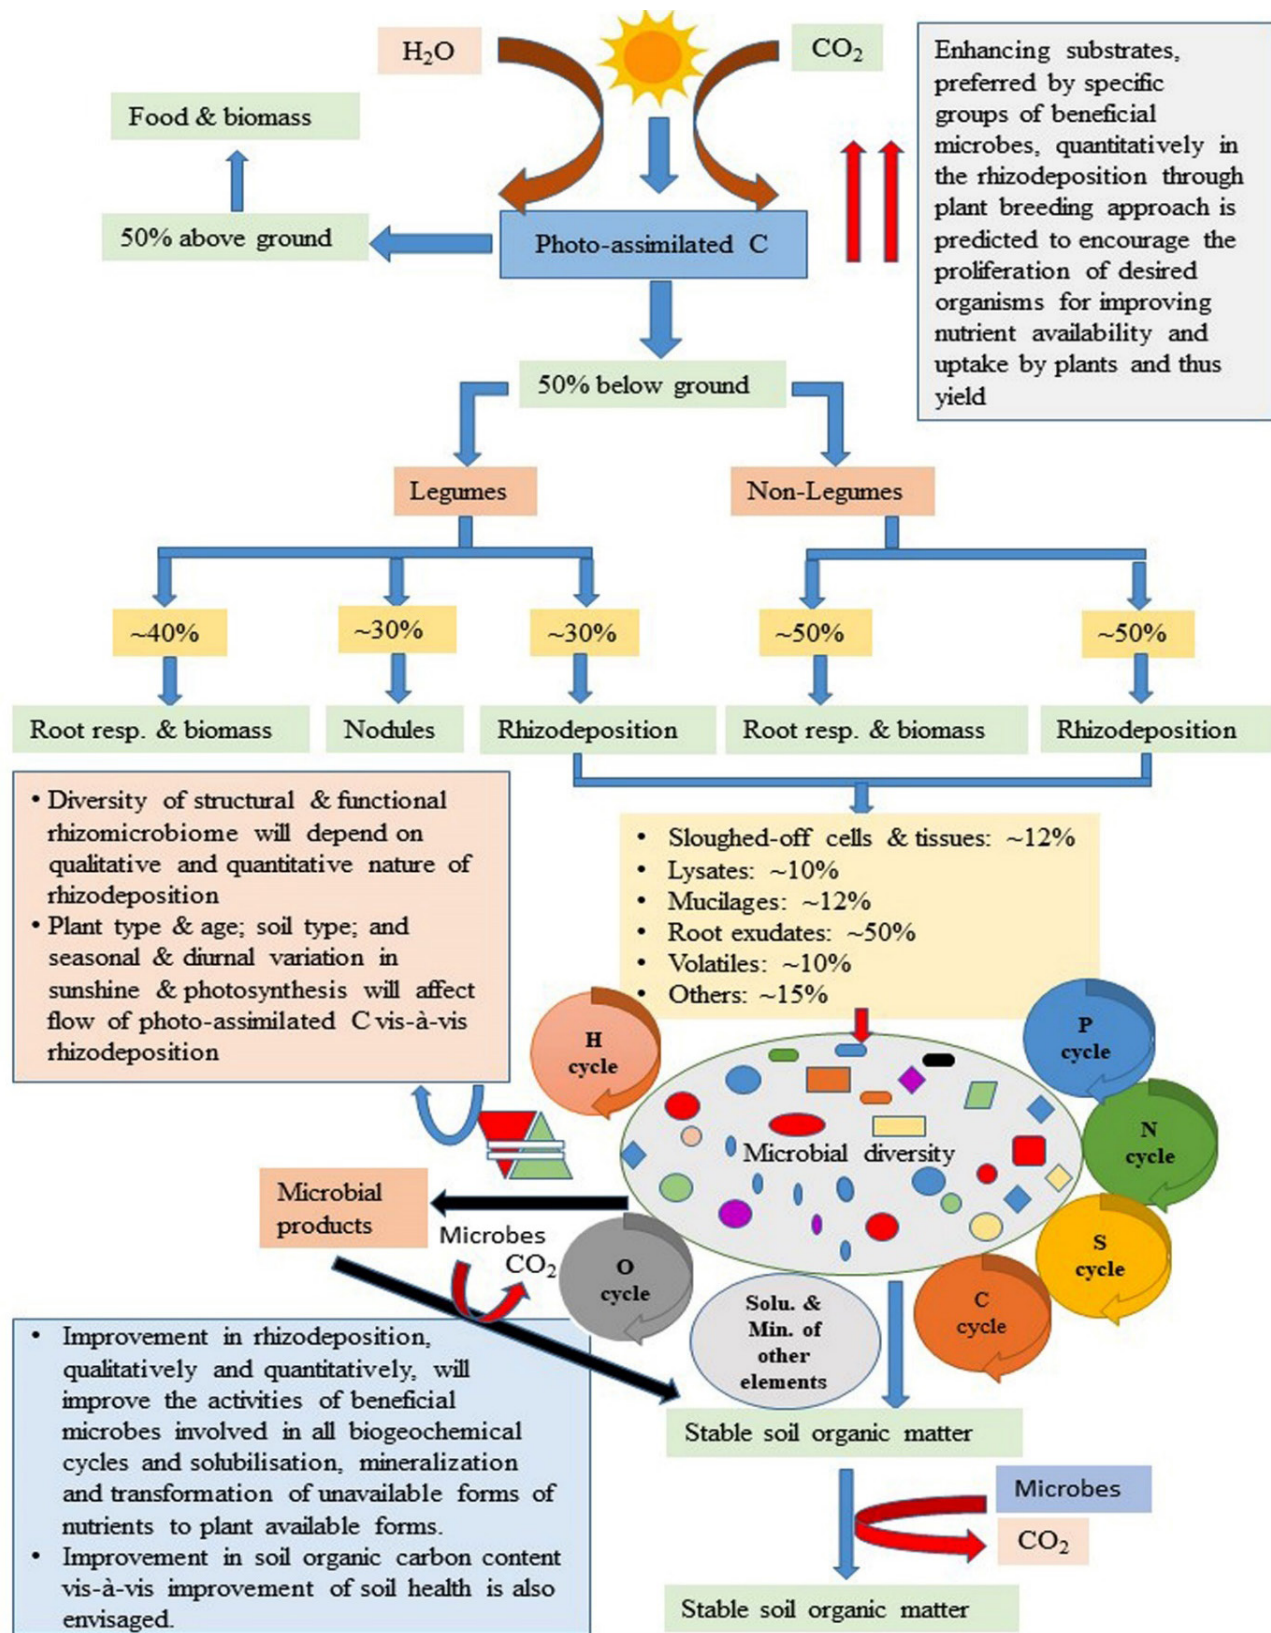 H₂O
CO₂
Enhancing substrates,
preferred by specific
groups of beneficial
microbes, quantitatively in
the rhizodeposition through
plant breeding approach is
predicted to encourage the
proliferation of desired
organisms for improving
nutrient availability and
uptake by plants and thus
yield
Food & biomass
50% above ground
Photo-assimilated C
50% below ground
Legumes
Non-Legumes
~40%
~30%
~30%
~50%
~50%
Root resp. & biomass
Nodules
Rhizodeposition
Root resp. & biomass
Rhizodeposition
• Diversity of structural & functional
rhizomicrobiome will depend on
qualitative and quantitative nature of
rhizodeposition
• Plant type & age; soil type; and
seasonal & diurnal variation in
sunshine & photosynthesis will affect
flow of photo-assimilated C vis-à-vis
rhizodeposition
• Sloughed-off cells & tissues: ~12%
• Lysates: ~10%
• Mucilages: ~12%
• Root exudates: ~50%
• Volatiles: ~10%
• Others: ~15%
H
cycle
P
cycle
N
cycle
Microbial diversity
S
cycle
C
cycle
O
cycle
Solu. &
Min. of
other
elements
Microbial
products
Microbes
CO₂
• Improvement in rhizodeposition,
qualitatively and quantitatively, will
improve the activities of beneficial
microbes involved in all biogeochemical
cycles and solubilisation, mineralization
and transformation of unavailable forms of
nutrients to plant available forms.
• Improvement in soil organic carbon content
vis-à-vis improvement of soil health is also
envisaged.
Stable soil organic matter
Microbes
CO₂
Stable soil organic matter